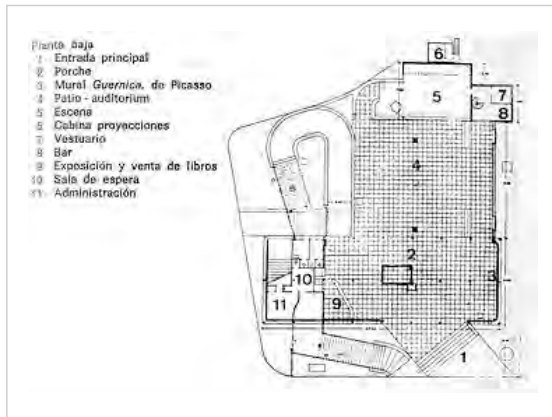 Planta baja
1 Entrada principal
2 Porche
3 Mural Guernica, de Picasso
4 Patio - auditorium
5 Escena
6 Cabina proyecciones
7 Vestuario
8 Bar
9 Exposición y venta de libros
10 Sala de espera
11 Administración
6
5
7
8
4
2
3
10
11
9
1